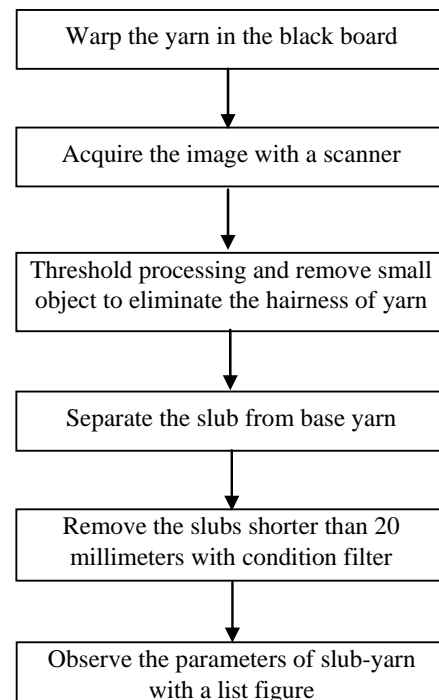 Warp the yarn in the black board
Acquire the image with a scanner
Threshold processing and remove small
object to eliminate the hairness of yarn
Separate the slub from base yarn
Remove the slubs shorter than 20
millimeters with condition filter
Observe the parameters of slub-yarn
with a list figure